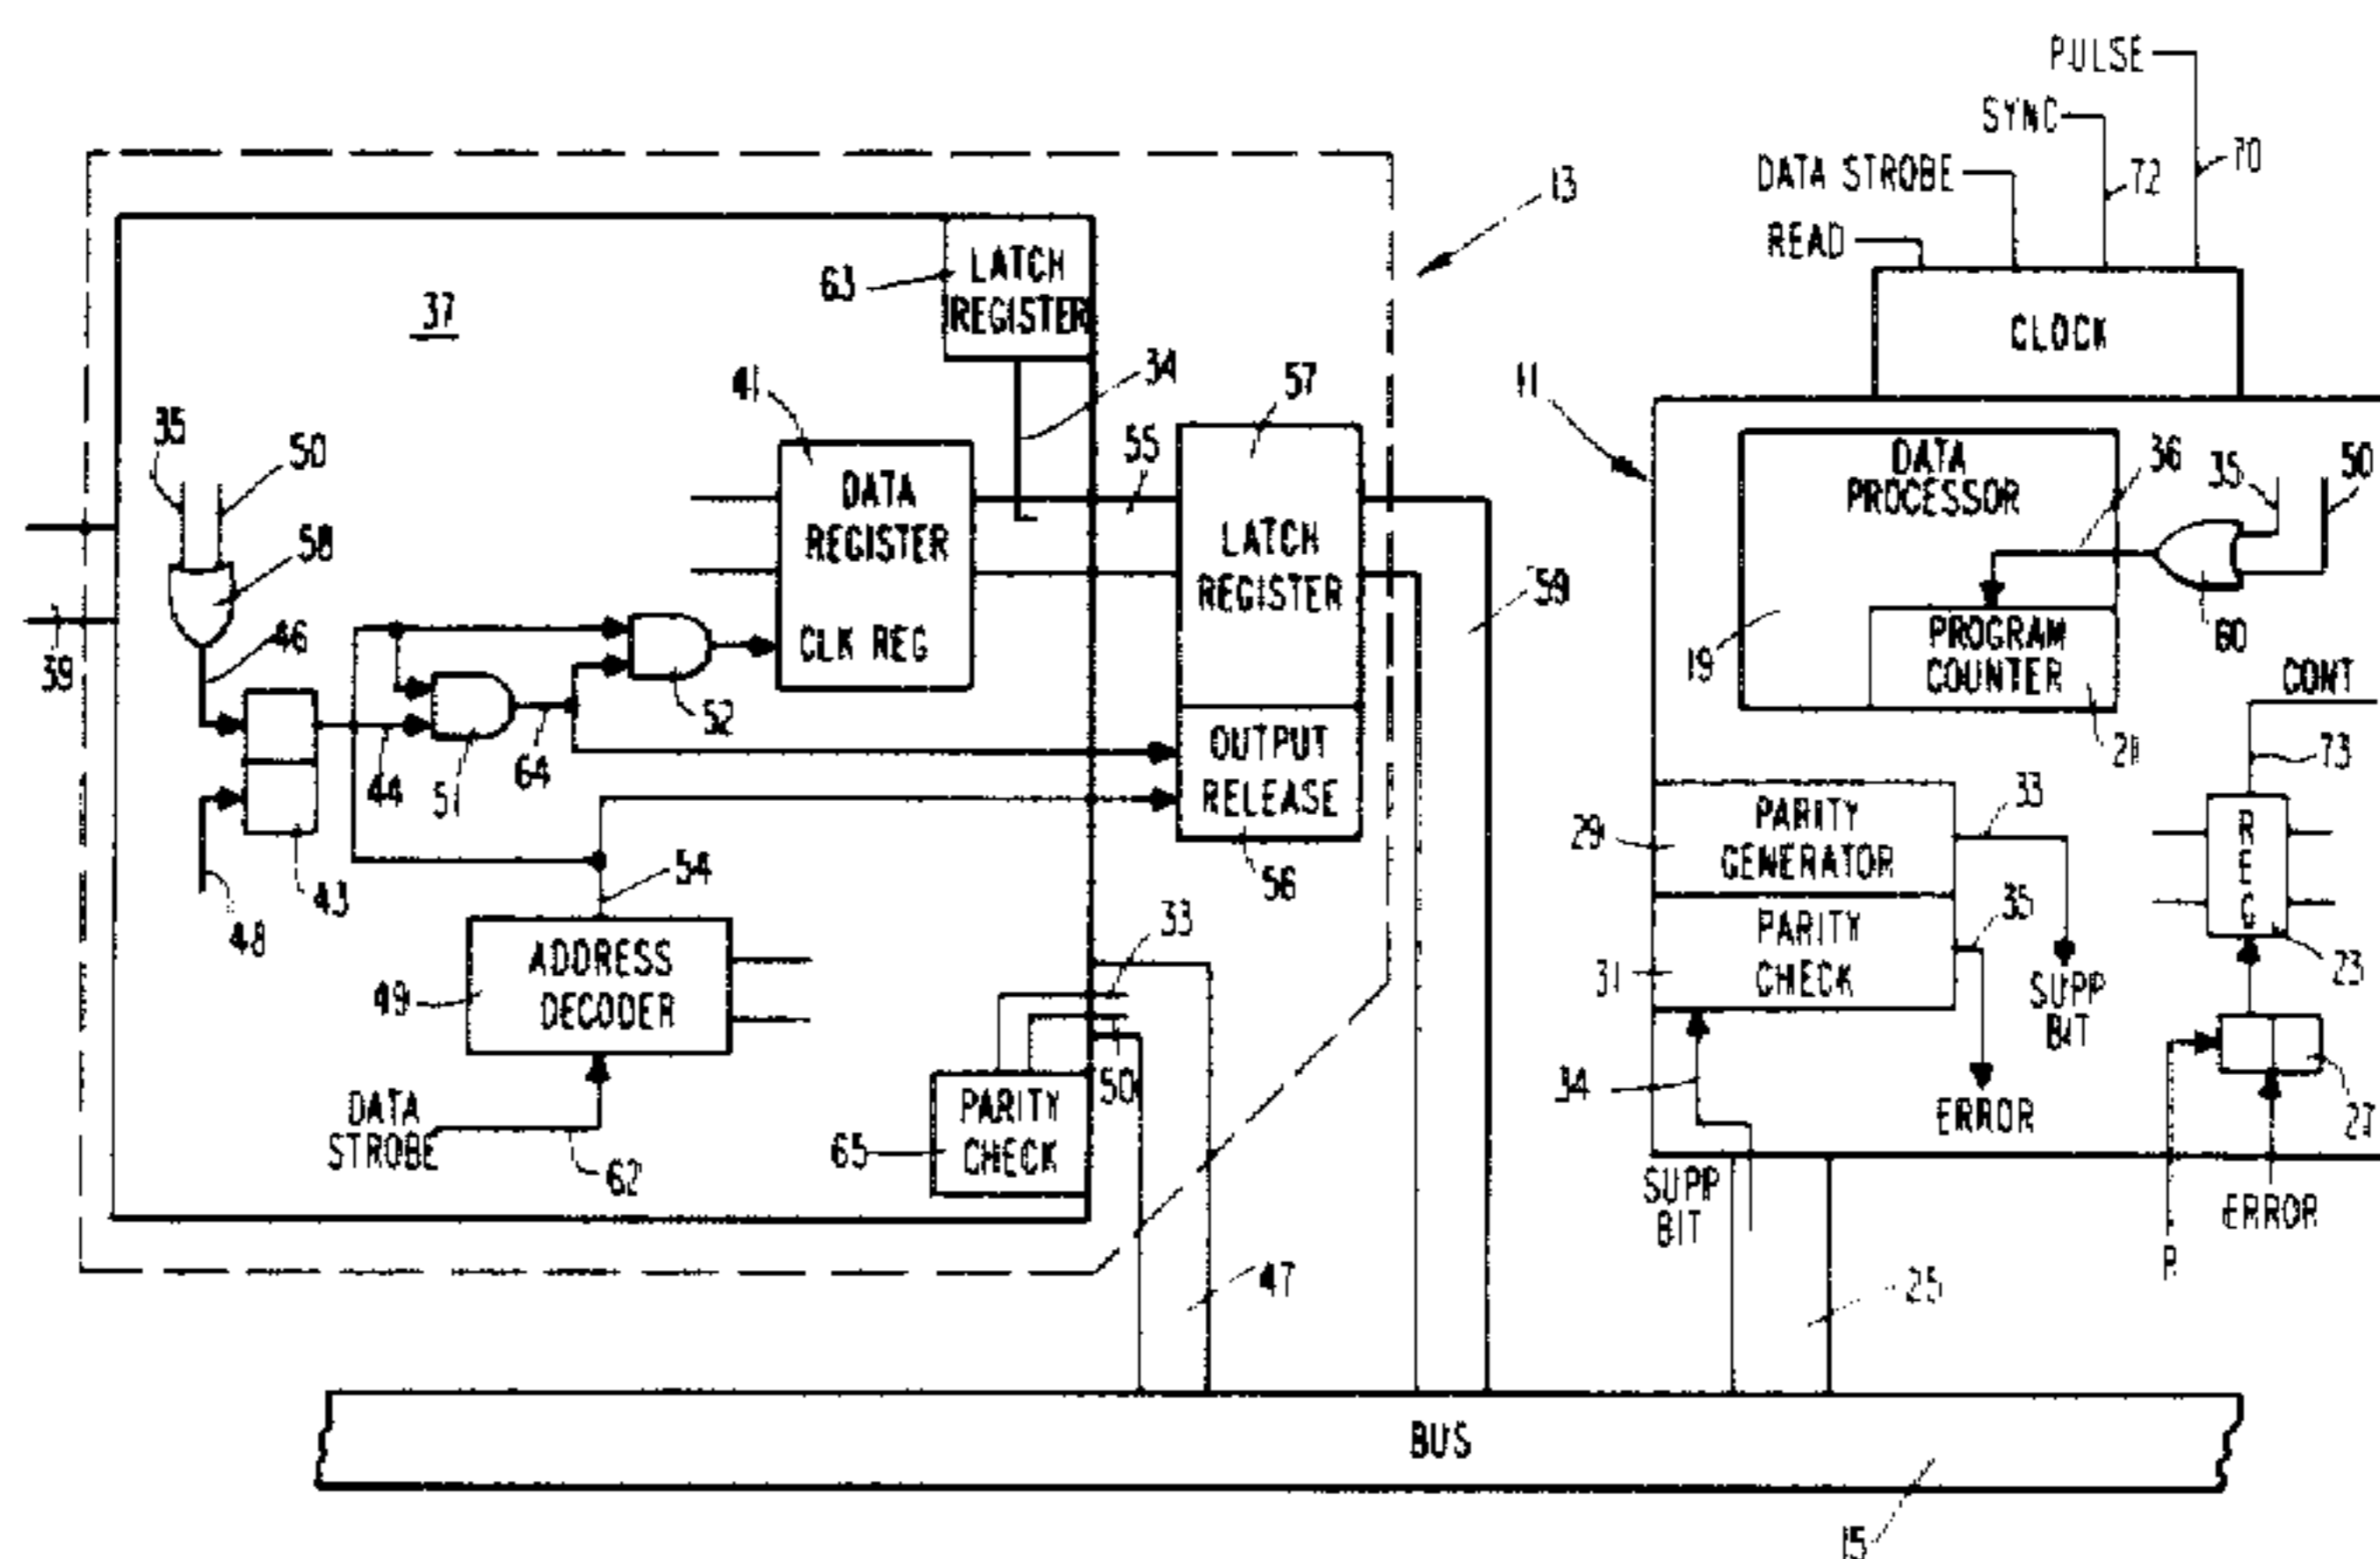 PULSE
SYNC
70
DATA STROBE
72
13
READ
LATCH
REGISTER
63
37
CLOCK
34
41
57
11
35
50
55
DATA
REGISTER
DATA
PROCESSOR
36
35
50
58
LATCH
REGISTER
59
46
CLK REG
PROGRAM
COUNTER
60
39
19
52
CONT
44
51
64
OUTPUT
RELEASE
21
73
PARITY
GENERATOR
33
29
REG
43
54
56
48
33
35
23
ADDRESS
DECODER
49
PARITY
CHECK
31
SUPP
BIT
50
34
DATA
STROBE
PARITY
CHECK
65
ERROR
27
62
SUPP
BIT
ERROR
R
47
25
BUS
15